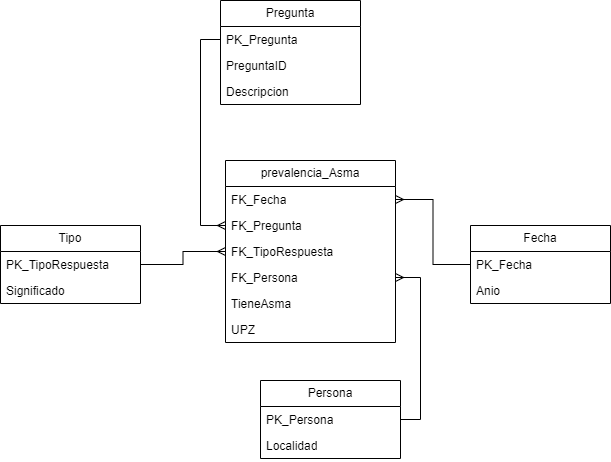 Pregunta
PK_Pregunta
PreguntaID
Descripcion
prevalencia_Asma
FK_Fecha
FK_Pregunta
FK_TipoRespuesta
FK_Persona
TieneAsma
UPZ
Tipo
PK_TipoRespuesta
Significado
Fecha
PK_Fecha
Anio
Persona
PK_Persona
Localidad